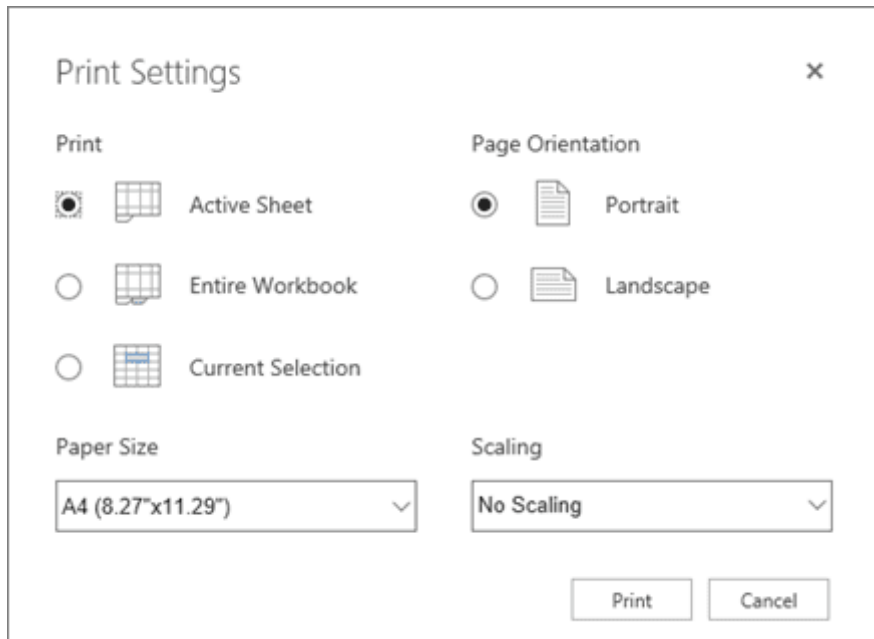 Print Settings
Print
Active Sheet
Entire Workbook
Current Selection
Page Orientation
Portrait
Landscape
Paper Size
A4 (8.27"x11.29")
Scaling
No Scaling
Print
Cancel